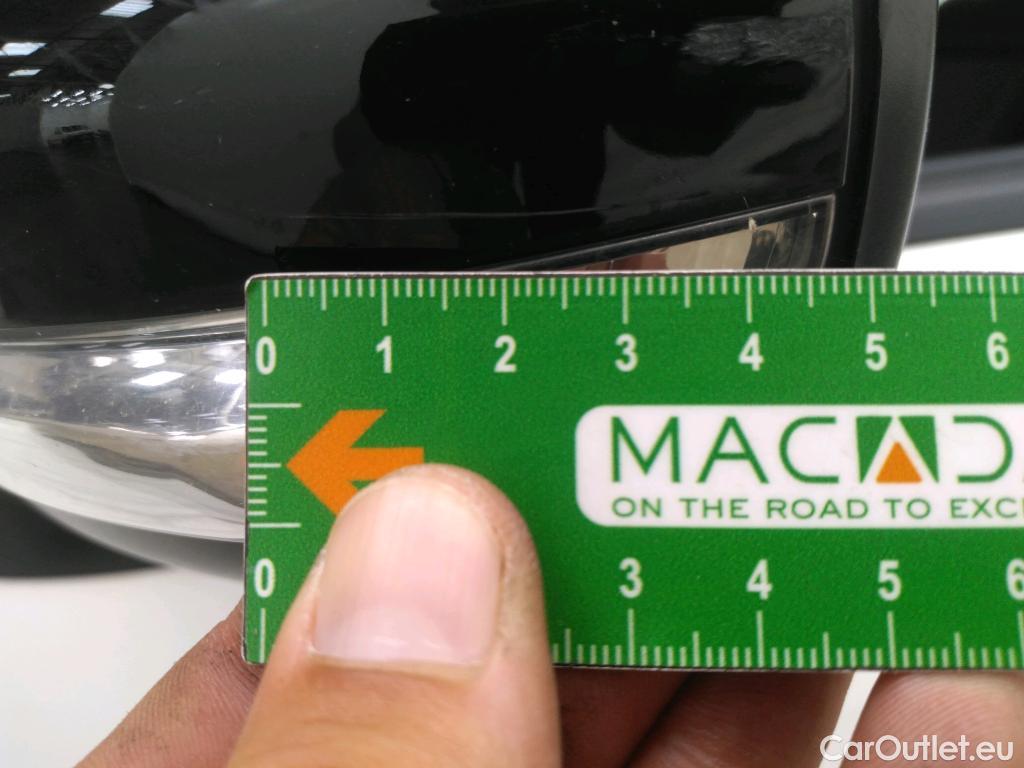 0 1 2 3 4 5 6
MACAD
ON THE ROAD TO EXC
0 3 4 5 6
CarOutlet.eu